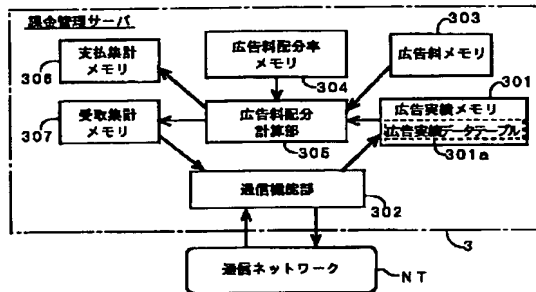 課金管理サーバ
303
支払集計
メモリ
306
広告料配分率
メモリ
304
広告料メモリ
301
受取集計
メモリ
307
広告料配分
計算部
305
広告実績メモリ
広告実績データテーブル
301a
通信機能部
302
3
通信ネットワーク
NT